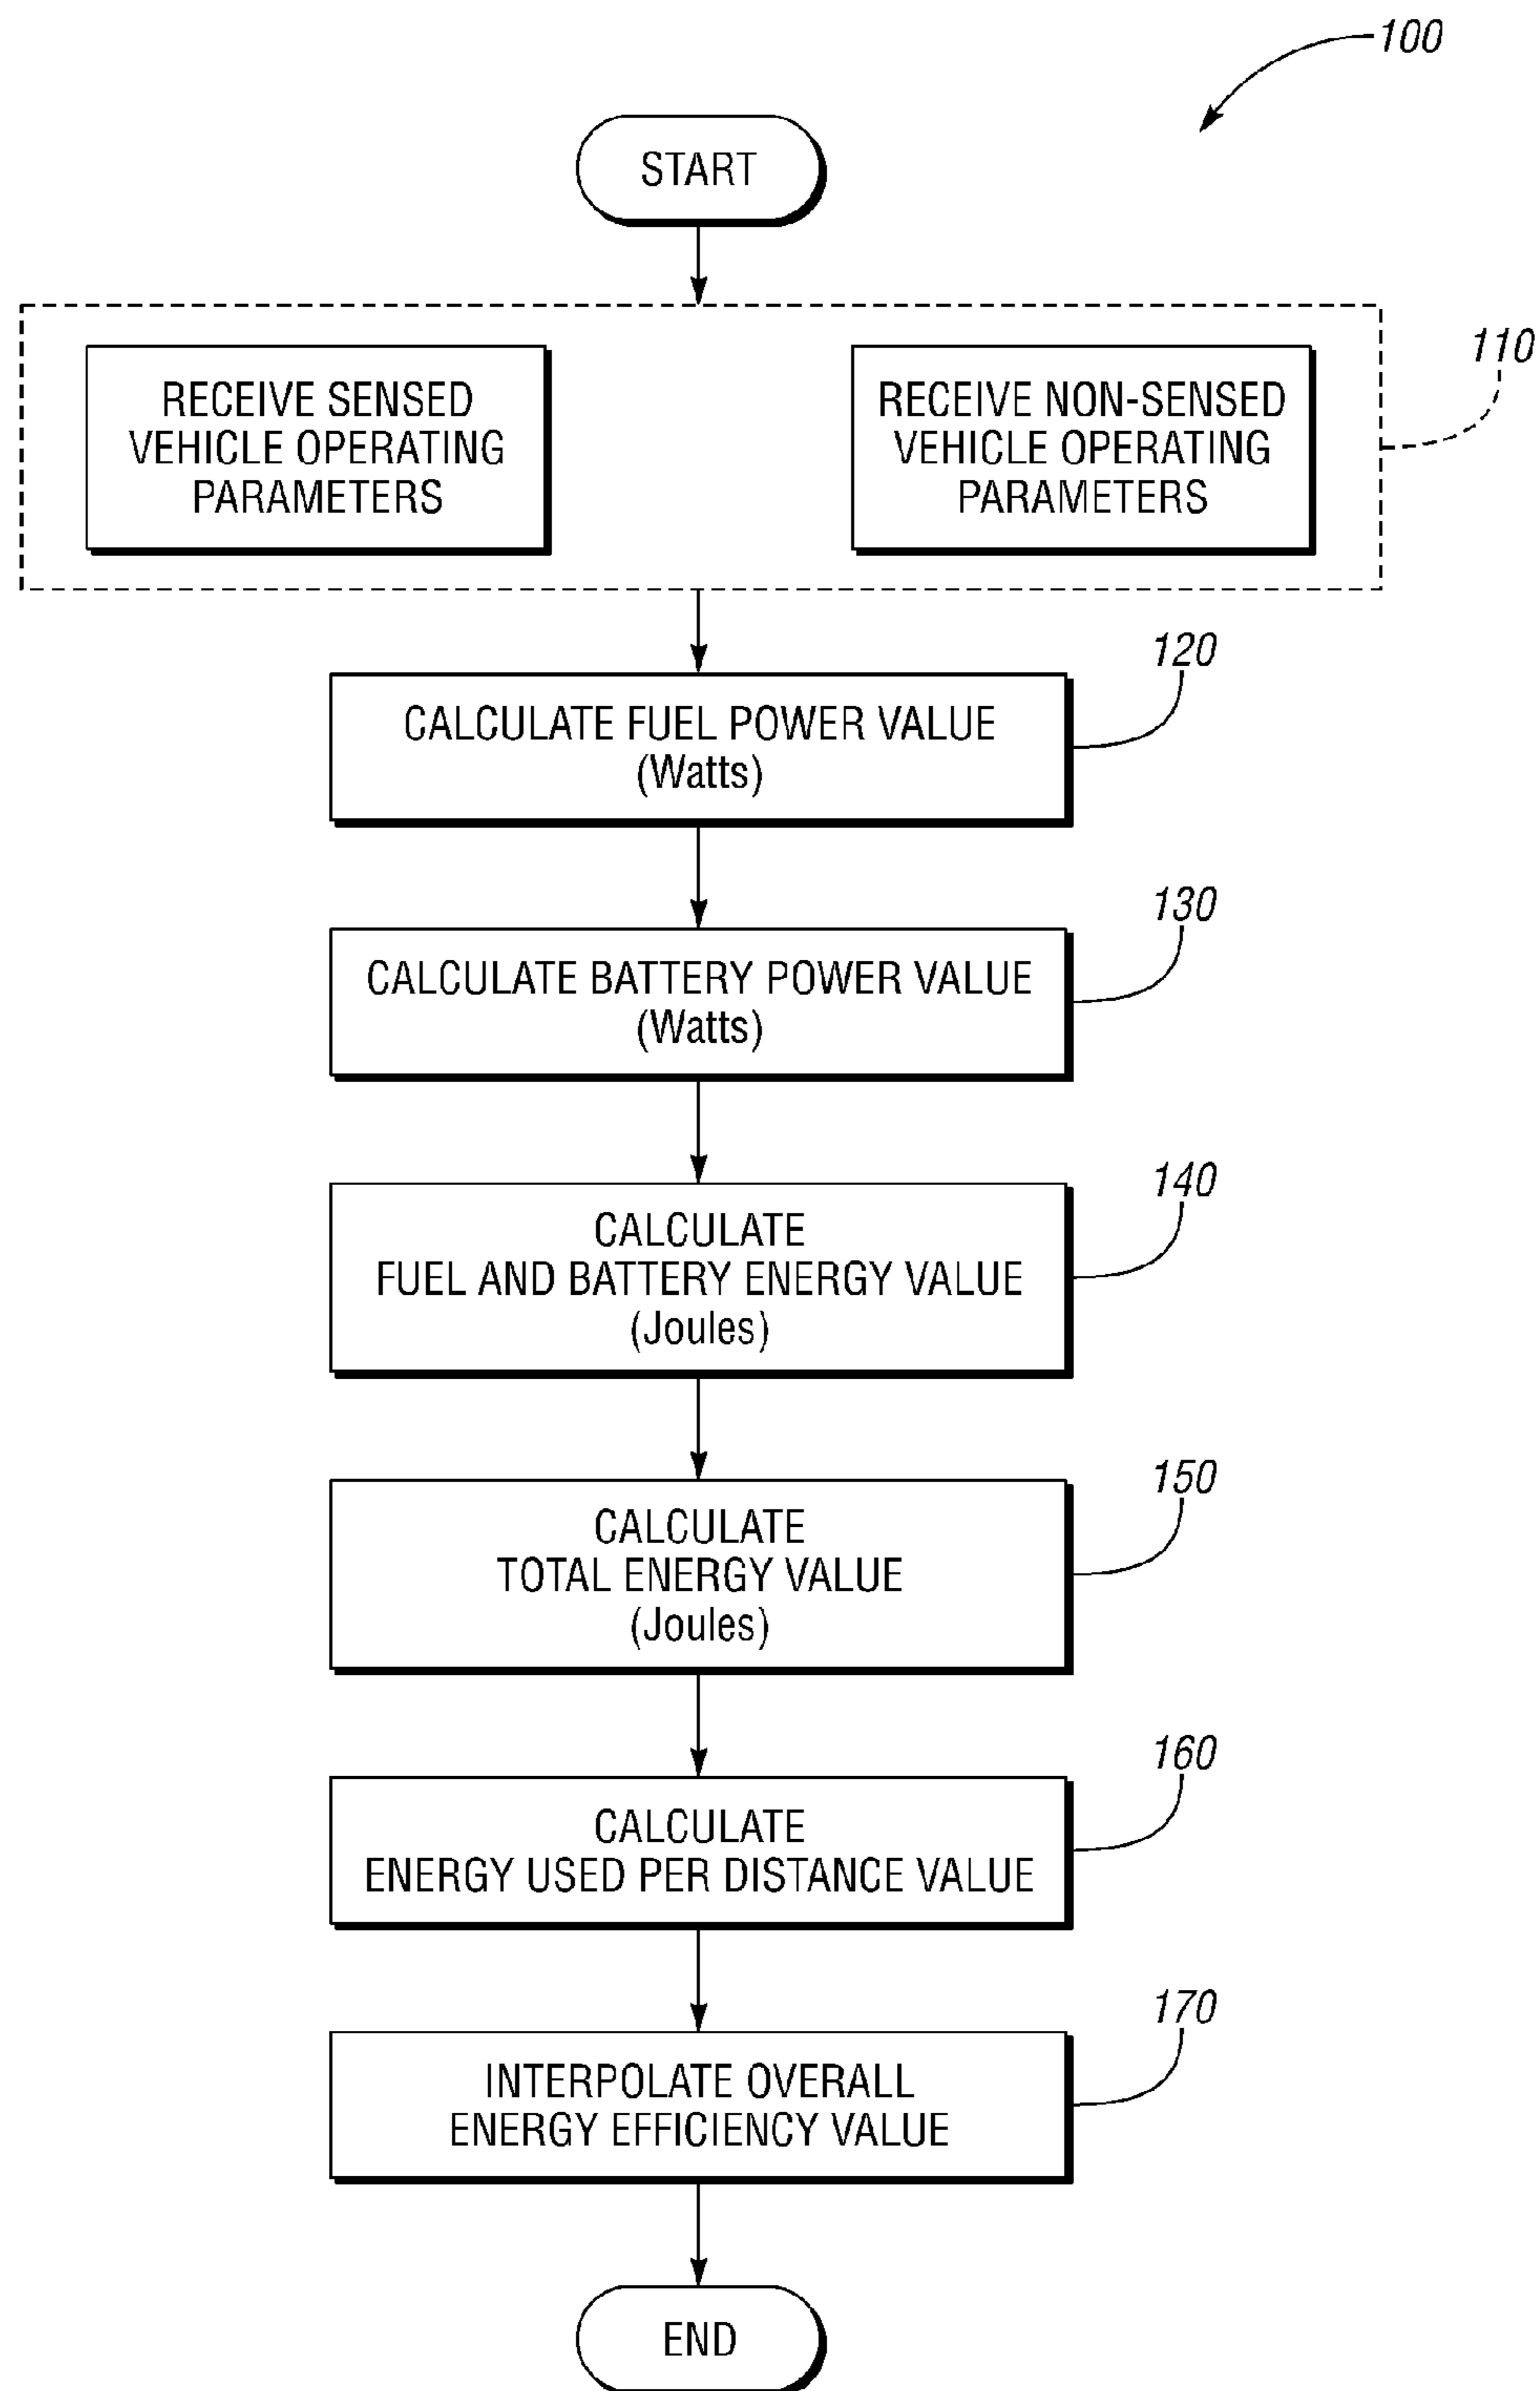 100
START
110
RECEIVE SENSED
VEHICLE OPERATING
PARAMETERS
RECEIVE NON-SENSED
VEHICLE OPERATING
PARAMETERS
120
CALCULATE FUEL POWER VALUE
(Watts)
130
CALCULATE BATTERY POWER VALUE
(Watts)
140
CALCULATE
FUEL AND BATTERY ENERGY VALUE
(Joules)
150
CALCULATE
TOTAL ENERGY VALUE
(Joules)
160
CALCULATE
ENERGY USED PER DISTANCE VALUE
170
INTERPOLATE OVERALL
ENERGY EFFICIENCY VALUE
END